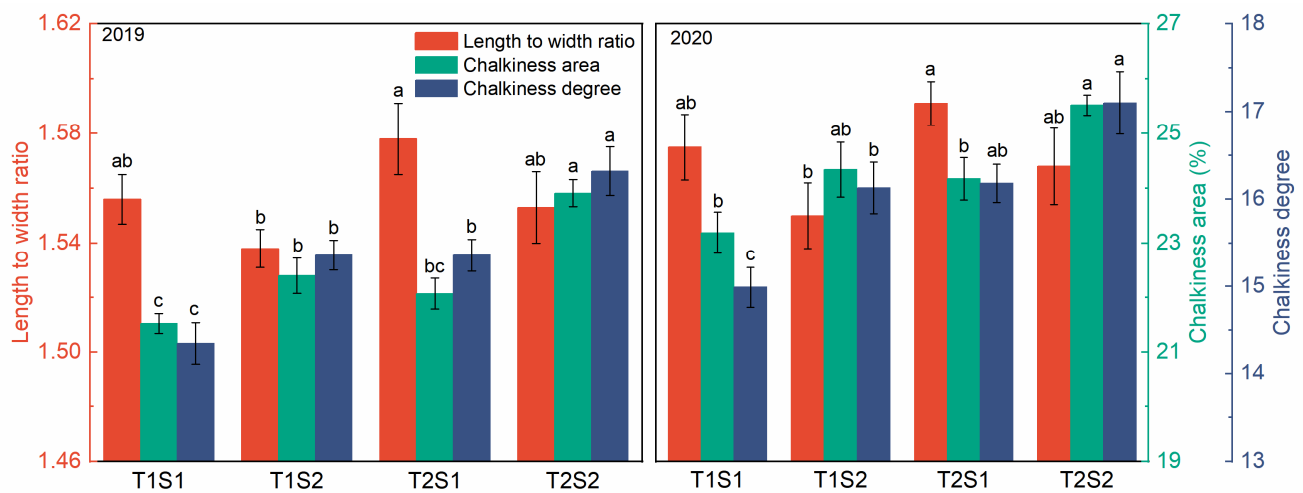 2019
Length to width ratio
Chalkiness area
Chalkiness degree
2020
Length to width ratio
1.62
1.58
1.54
1.50
1.46
ab
c
c
b
b
b
a
bc
b
ab
a
a
T1S1
T1S2
T2S1
T2S2
ab
b
c
b
ab
b
a
b
ab
ab
a
a
T1S1
T1S2
T2S1
T2S2
27
25
23
21
19
Chalkiness area (%)
18
17
16
15
14
13
Chalkiness degree